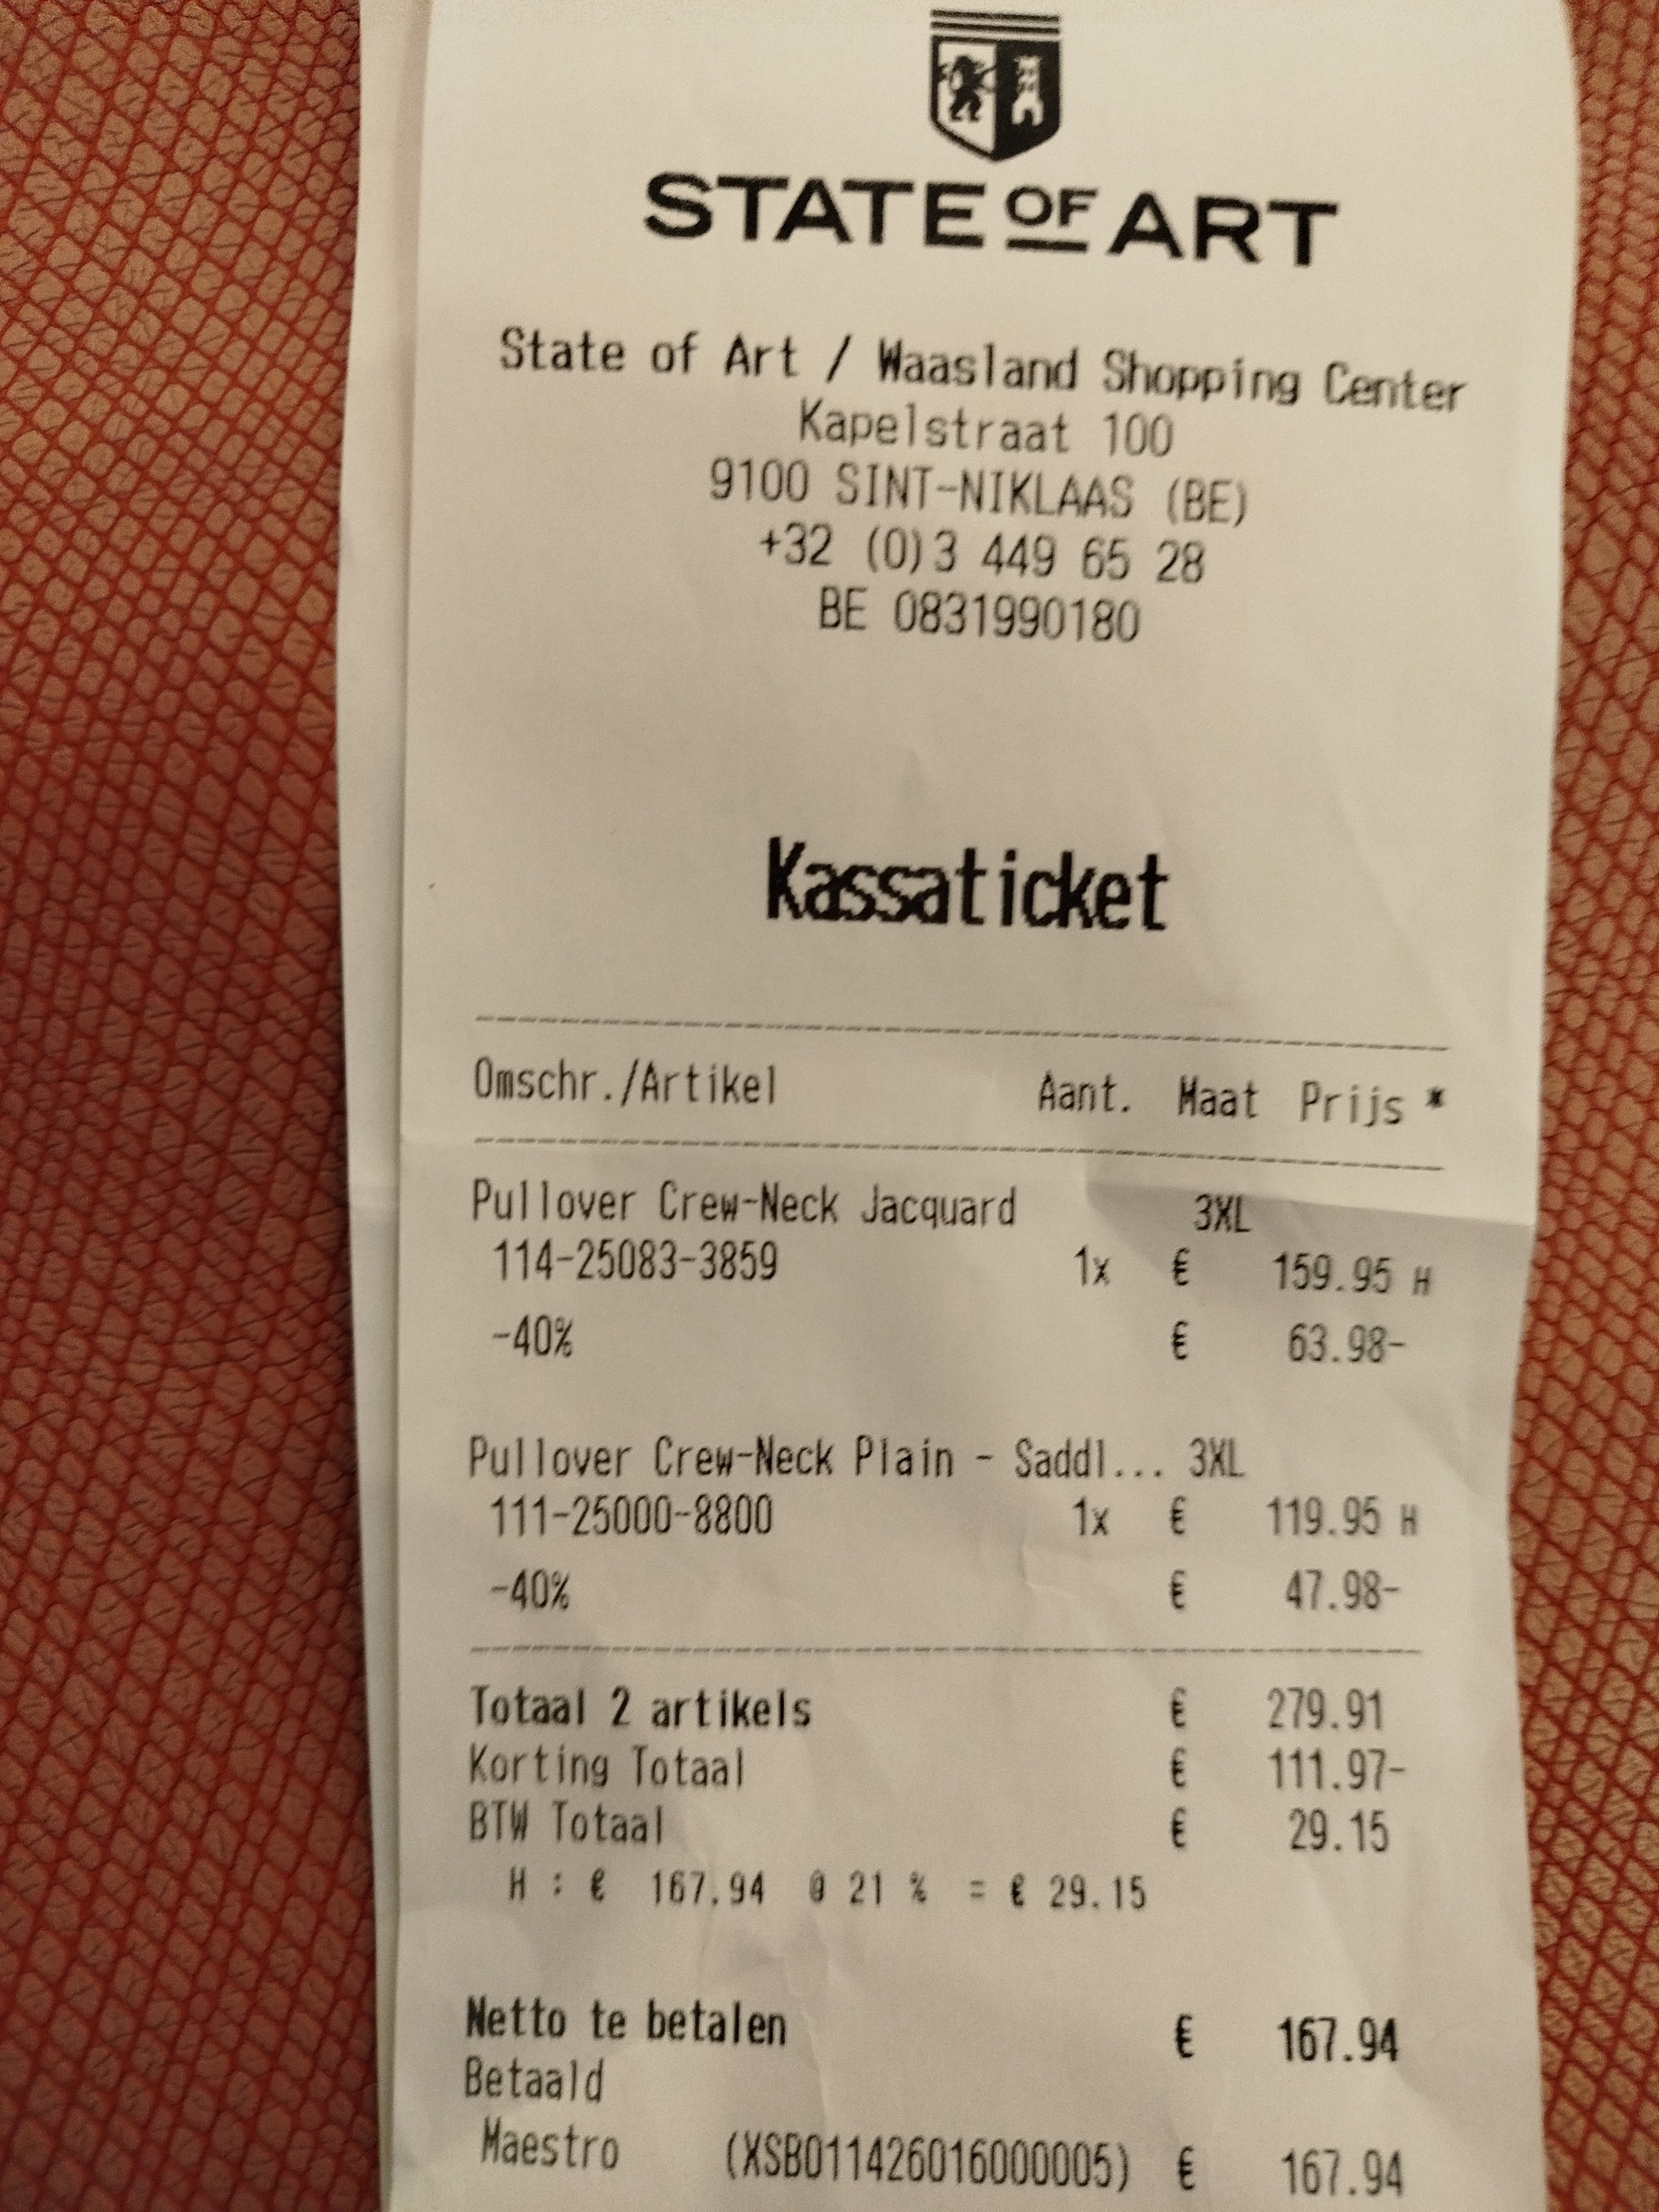 STATE OF ART
State of Art / Waasland Shopping Center
Kapelstraat 100
9100 SINT-NIKLAAS (BE)
+32 (0)3 449 65 28
BE 0831990180
Kassaticket
Omschr./Artikel Aant. Maat Prijs *
Pullover Crew-Neck Jacquard 3XL
114-25083-3859 1x € 159.95 H
-40% € 63.98-
Pullover Crew-Neck Plain - Saddl... 3XL
111-25000-8800 1x € 119.95 H
-40% € 47.98-
Totaal 2 artikels € 279.91
Korting Totaal € 111.97-
BTW Totaal € 29.15
H : € 167.94 @ 21 % = € 29.15
Netto te betalen € 167.94
Betaald
Maestro (XSB011426016000005) € 167.94